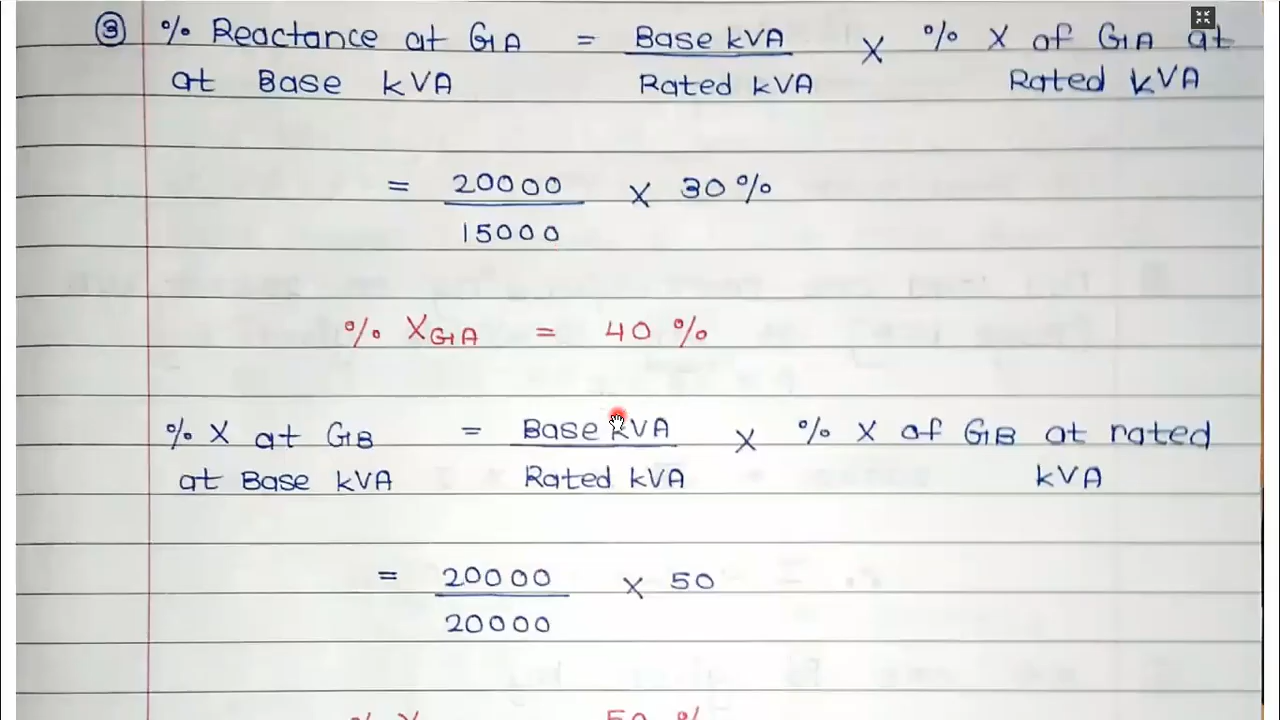 ③ % Reactance at GA = Base kVA / Rated kVA X % X of GA at
at Base kVA Rated kVA
= 20000 / 15000 X 30%
% XGA = 40 %
% X at GB = Base kVA / Rated kVA X % X of GB at rated
at Base kVA kVA
= 20000 / 20000 X 50
% X 50 %